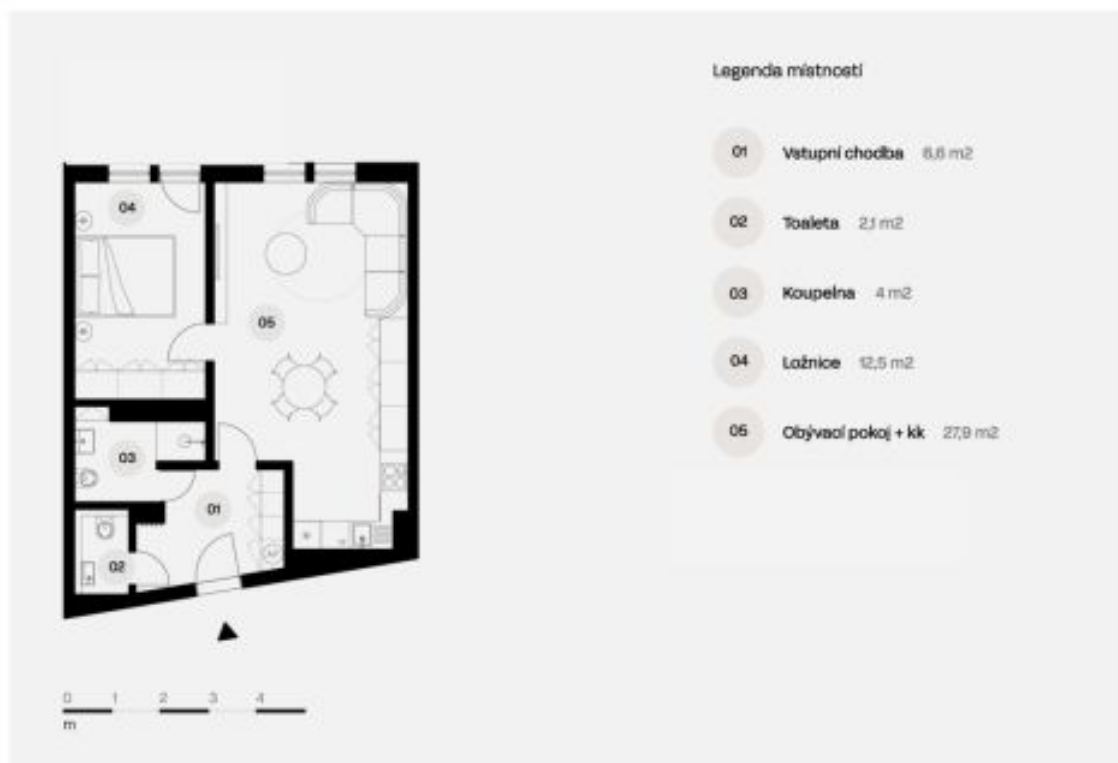 Legenda místností
01 Vstupní chodba 6,6 m2
02 Toaleta 2,1 m2
03 Koupelna 4 m2
04 Ložnice 12,5 m2
05 Obývací pokoj + kk 27,9 m2
04
05
03
01
02
0 1 2 3 4
m